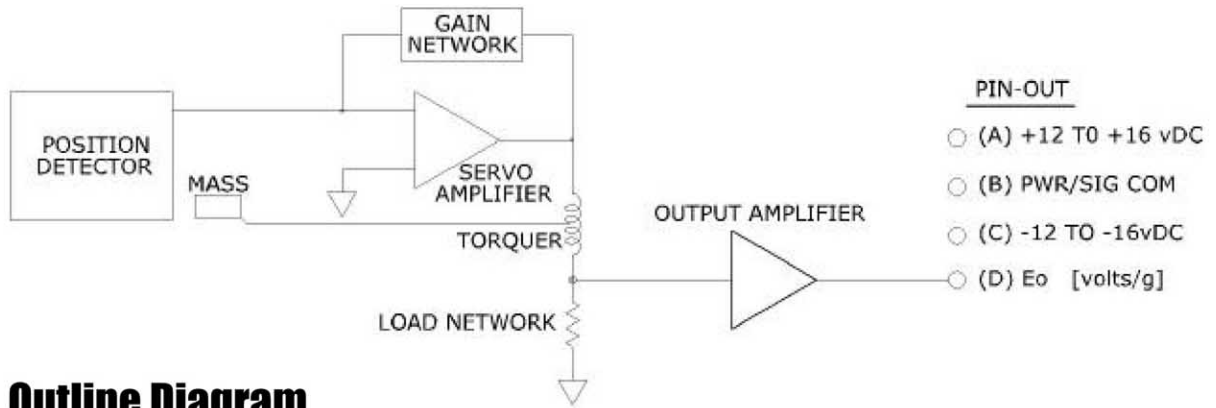 GAIN
NETWORK
POSITION
DETECTOR
MASS
SERVO
AMPLIFIER
TORQUER
LOAD NETWORK
OUTPUT AMPLIFIER
PIN-OUT
(A) +12 T0 +16 vDC
(B) PWR/SIG COM
(C) -12 TO -16vDC
(D) Eo [volts/g]
Outline Diagram